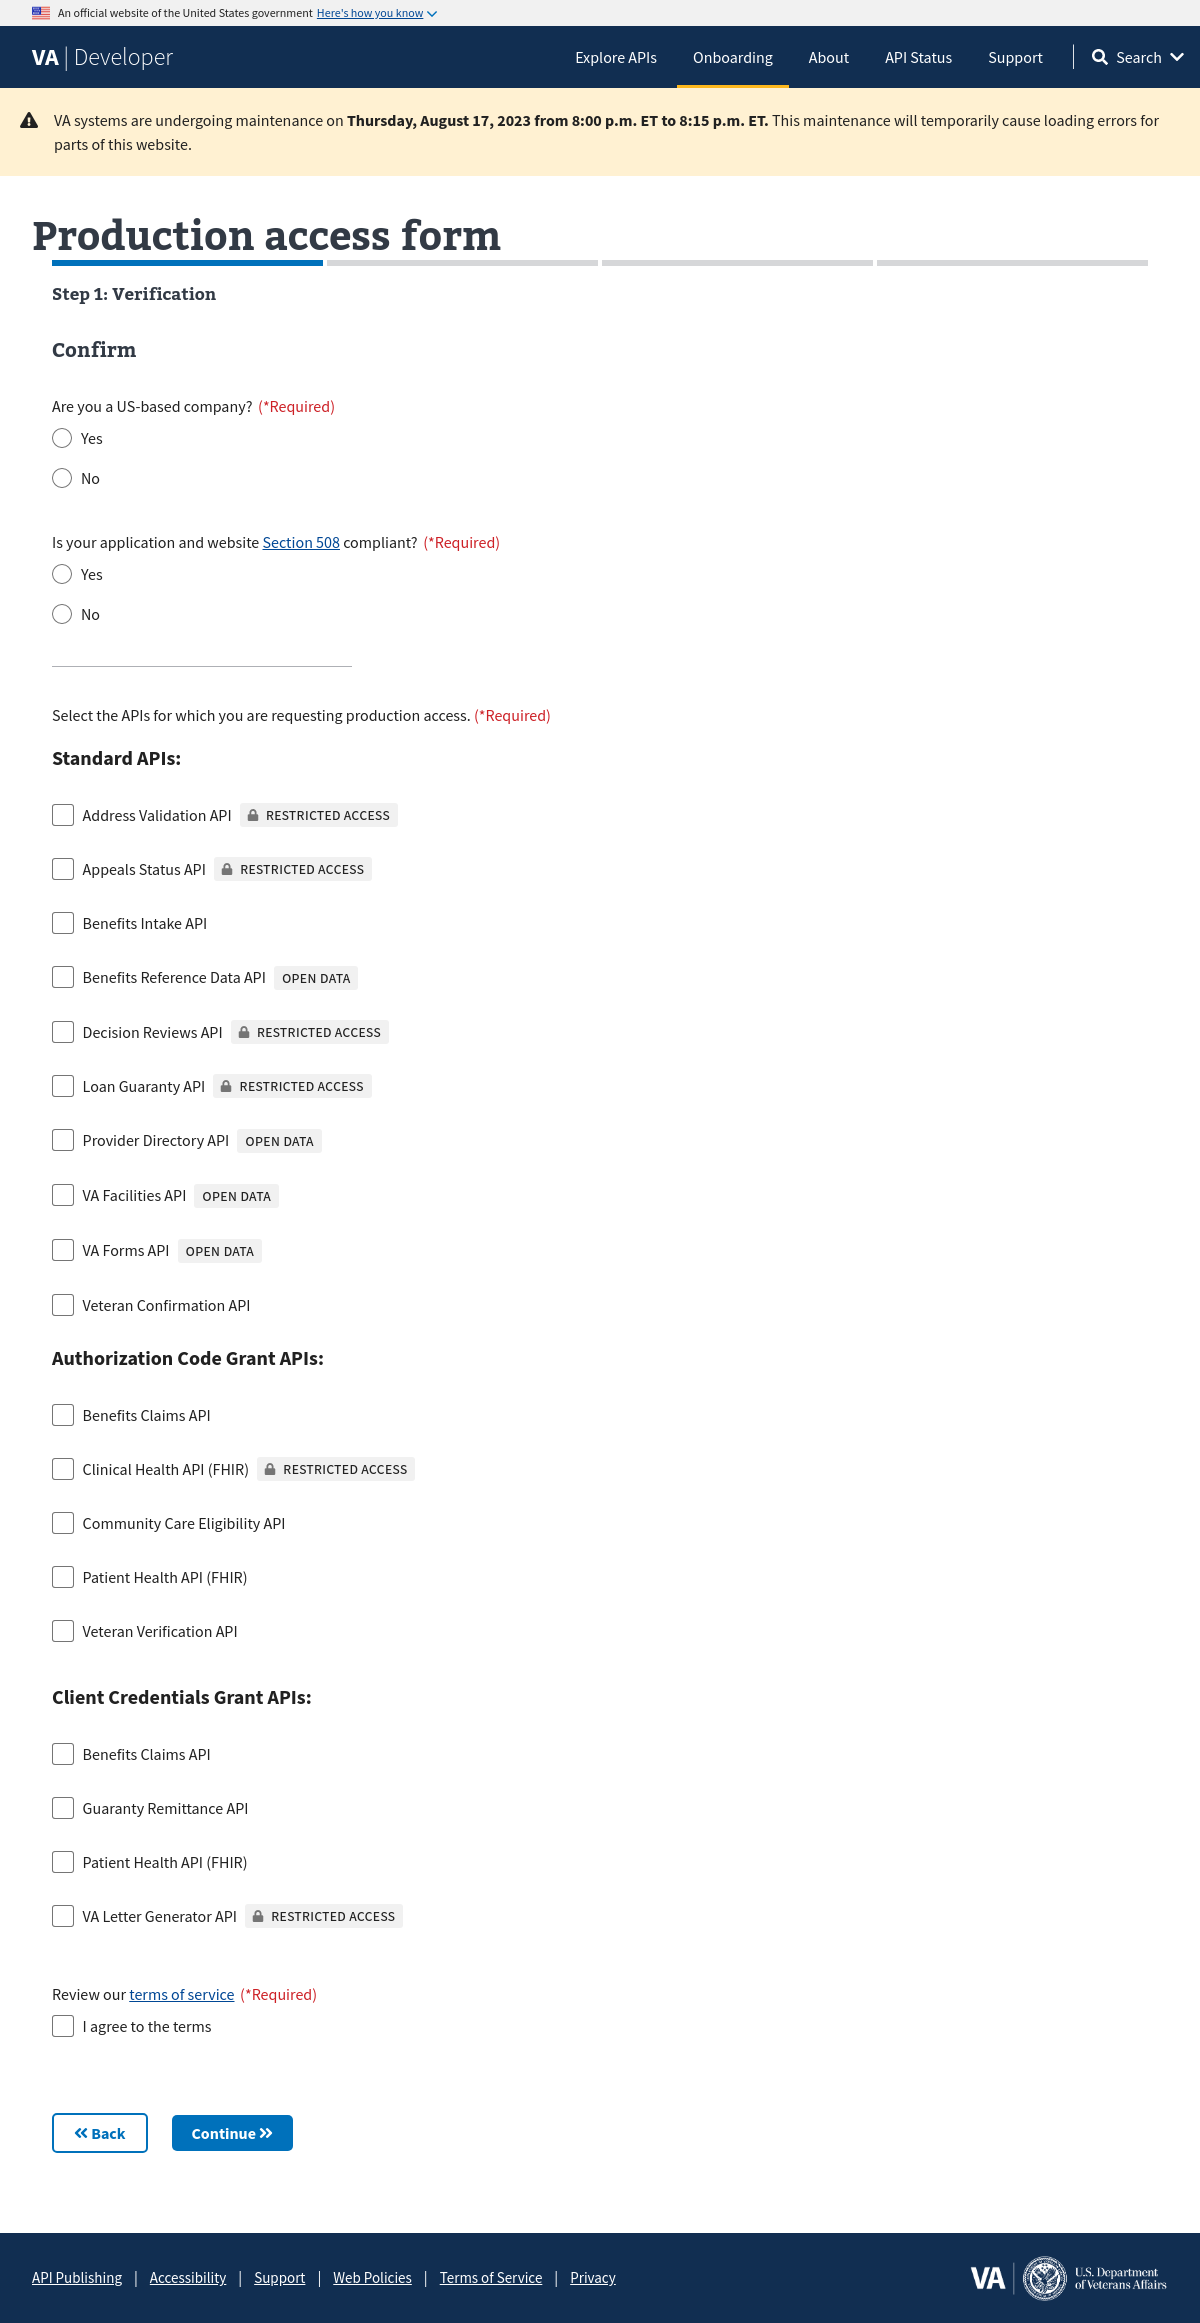 An official website of the United States government Here's how you know
VA | Developer
Explore APIs Onboarding About API Status Support Search
VA systems are undergoing maintenance on Thursday, August 17, 2023 from 8:00 p.m. ET to 8:15 p.m. ET. This maintenance will temporarily cause loading errors for
parts of this website.
Production access form
Step 1: Verification
Confirm
Are you a US-based company? (*Required)
Yes
No
Is your application and website Section 508 compliant? (*Required)
Yes
No
Select the APIs for which you are requesting production access. (*Required)
Standard APIs:
Address Validation API RESTRICTED ACCESS
Appeals Status API RESTRICTED ACCESS
Benefits Intake API
Benefits Reference Data API OPEN DATA
Decision Reviews API RESTRICTED ACCESS
Loan Guaranty API RESTRICTED ACCESS
Provider Directory API OPEN DATA
VA Facilities API OPEN DATA
VA Forms API OPEN DATA
Veteran Confirmation API
Authorization Code Grant APIs:
Benefits Claims API
Clinical Health API (FHIR) RESTRICTED ACCESS
Community Care Eligibility API
Patient Health API (FHIR)
Veteran Verification API
Client Credentials Grant APIs:
Benefits Claims API
Guaranty Remittance API
Patient Health API (FHIR)
VA Letter Generator API RESTRICTED ACCESS
Review our terms of service (*Required)
I agree to the terms
Back Continue
API Publishing | Accessibility | Support | Web Policies | Terms of Service | Privacy
VA
U.S. Department
of Veterans Affairs